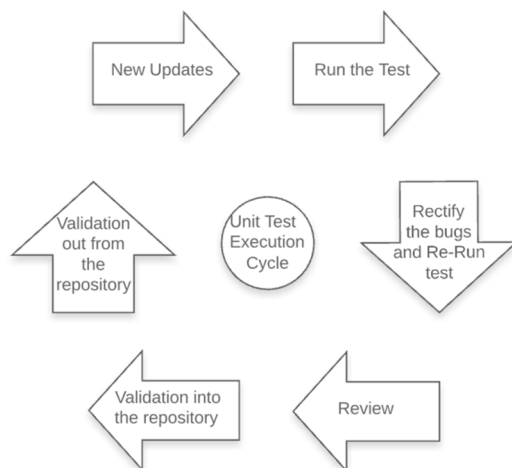 New Updates
Run the Test
Validation
out from
the
repository
Unit Test
Execution
Cycle
Rectify
the bugs
and Re-Run
test
Validation into
the repository
Review